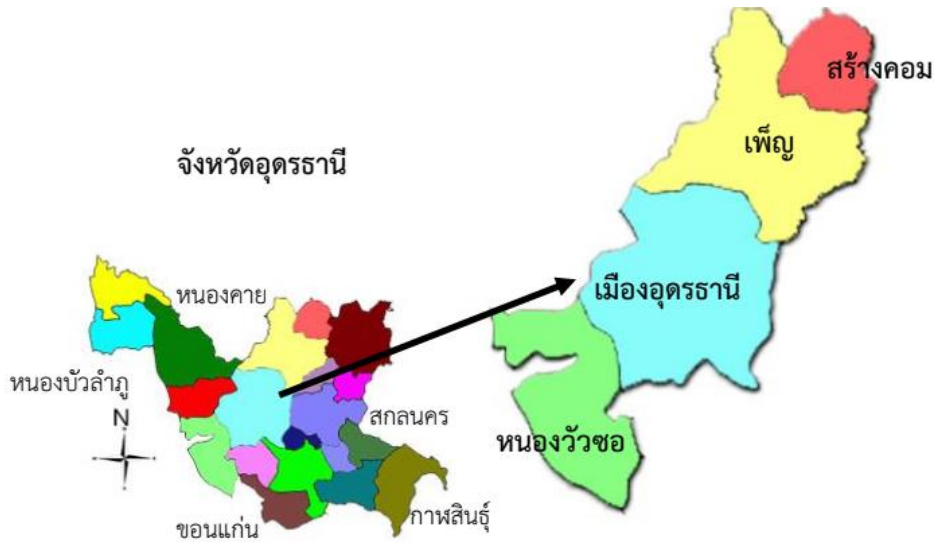 จังหวัดอุดรธานี
หนองคาย
หนองบัวลำภู
N
สกลนคร
ขอนแก่น
กาฬสินธุ์
สร้างคอม
เพ็ญ
เมืองอุดรธานี
หนองวัวซอ